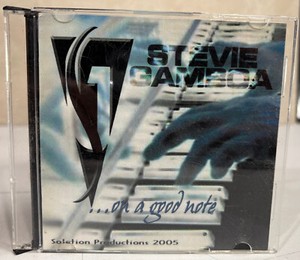 STEVIE
GAMBOA
...on a good note
Solution Productions 2005